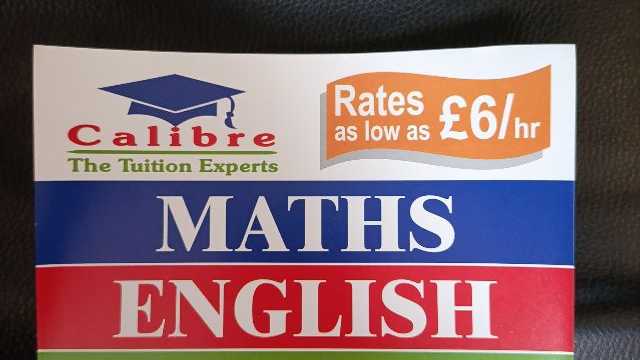 Calibre
The Tuition Experts
Rates
as low as £6/hr
MATHS
ENGLISH